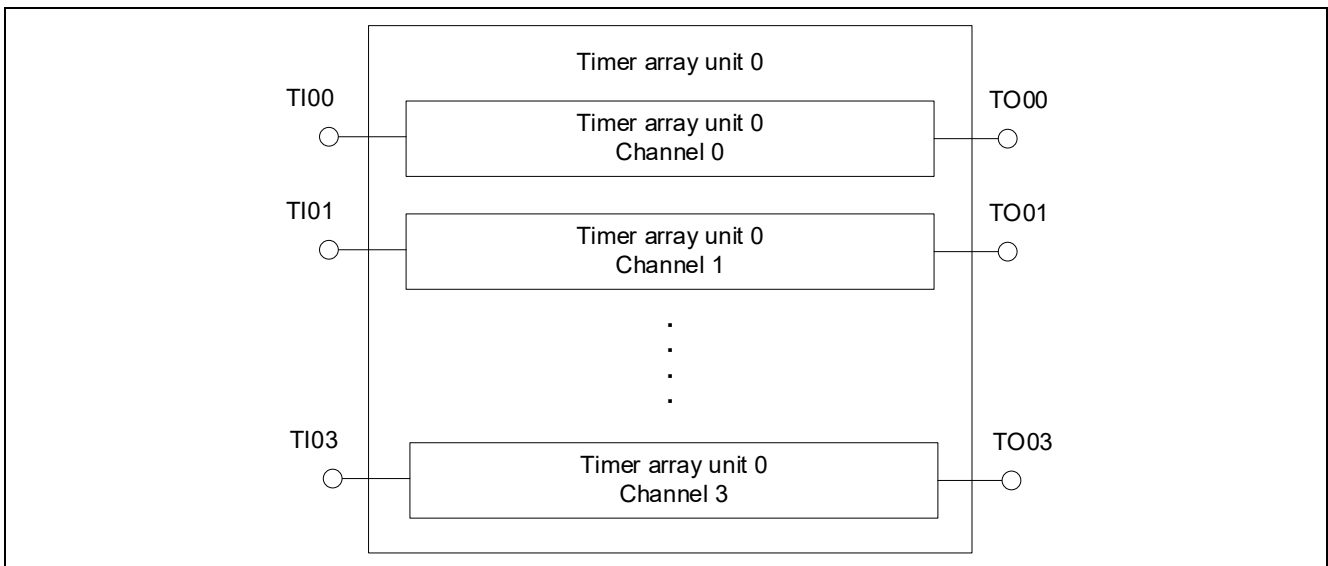 Timer array unit 0
TI00
Timer array unit 0
Channel 0
TO00
TI01
Timer array unit 0
Channel 1
TO01
TI03
Timer array unit 0
Channel 3
TO03